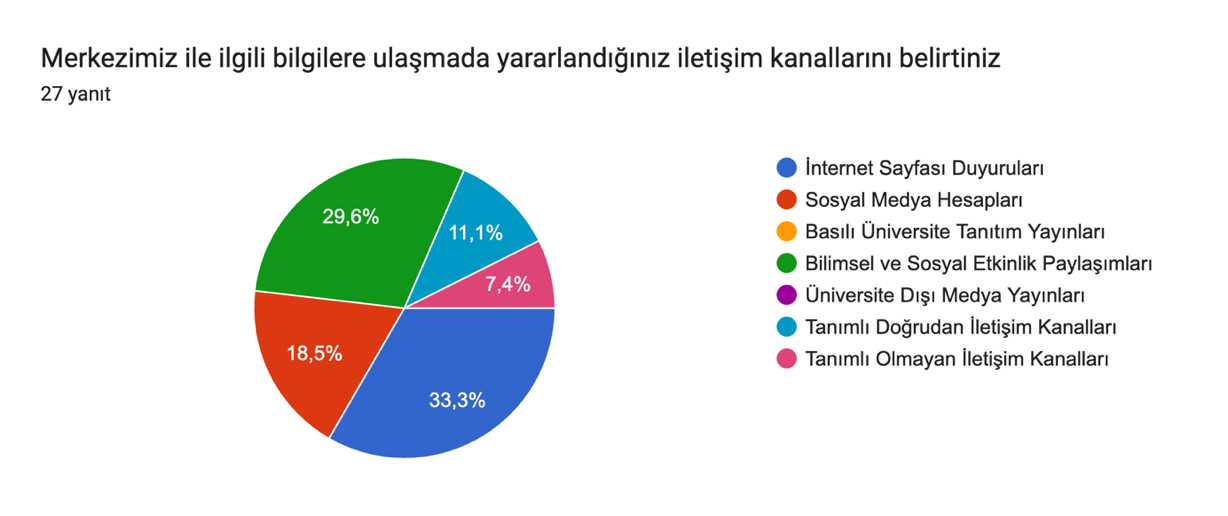 Merkezimiz ile ilgili bilgilere ulaşmada yararlandığınız iletişim kanallarını belirtiniz
27 yanıt
29,6%
11,1%
7,4%
18,5%
33,3%
İnternet Sayfası Duyuruları
Sosyal Medya Hesapları
Basılı Üniversite Tanıtım Yayınları
Bilimsel ve Sosyal Etkinlik Paylaşımları
Üniversite Dışı Medya Yayınları
Tanımlı Doğrudan İletişim Kanalları
Tanımlı Olmayan İletişim Kanalları